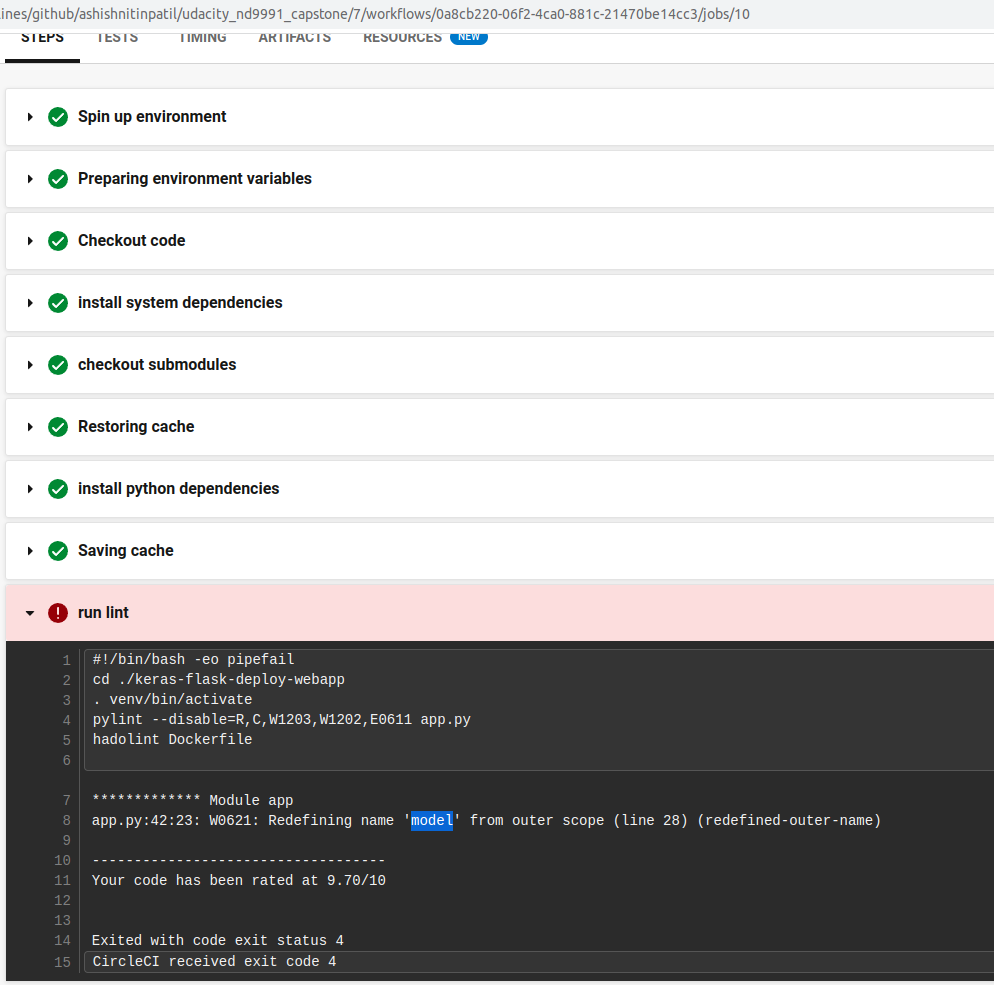 ines/github/ashishnitinpatil/udacity_nd9991_capstone/7/workflows/0a8cb220-06f2-4ca0-881c-21470be14cc3/jobs/10
STEPS TESTS TIMING ARTIFACTS RESOURCES NEW
Spin up environment
Preparing environment variables
Checkout code
install system dependencies
checkout submodules
Restoring cache
install python dependencies
Saving cache
run lint
1 #!/bin/bash -eo pipefail
2 cd ./keras-flask-deploy-webapp
3 . venv/bin/activate
4 pylint --disable=R,C,W1203,W1202,E0611 app.py
5 hadolint Dockerfile
6
7 ************* Module app
8 app.py:42:23: W0621: Redefining name 'model' from outer scope (line 28) (redefined-outer-name)
9
10 -----------------------------------
11 Your code has been rated at 9.70/10
12
13
14 Exited with code exit status 4
15 CircleCI received exit code 4